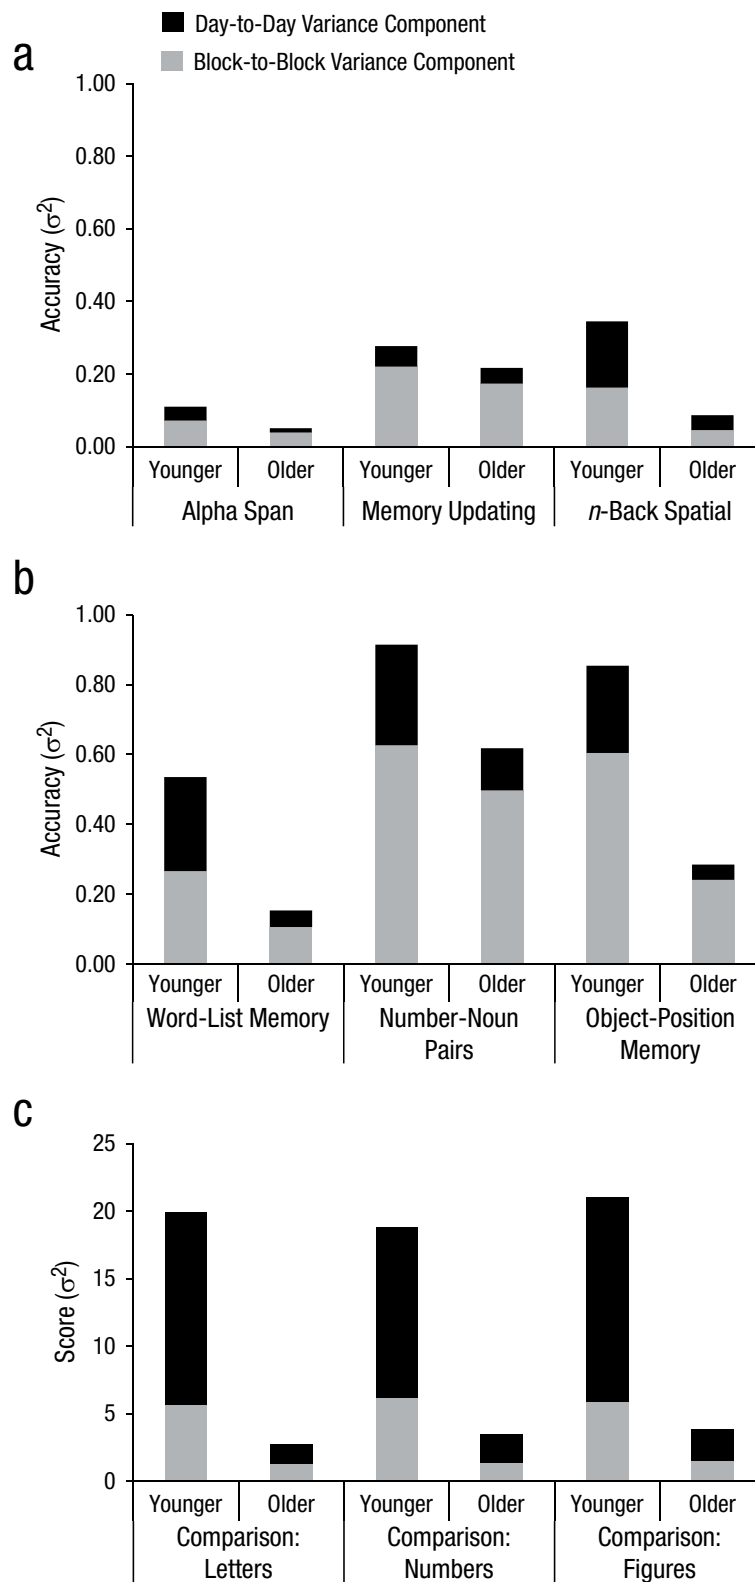 Day-to-Day Variance Component
Block-to-Block Variance Component
a
1.00
0.80
0.60
0.40
0.20
0.00
Accuracy (σ²)
Younger Older Younger Older Younger Older
Alpha Span Memory Updating n-Back Spatial
b
1.00
0.80
0.60
0.40
0.20
0.00
Accuracy (σ²)
Younger Older Younger Older Younger Older
Word-List Memory Number-Noun Pairs Object-Position Memory
c
25
20
15
10
5
0
Score (σ²)
Younger Older Younger Older Younger Older
Comparison: Letters Comparison: Numbers Comparison: Figures